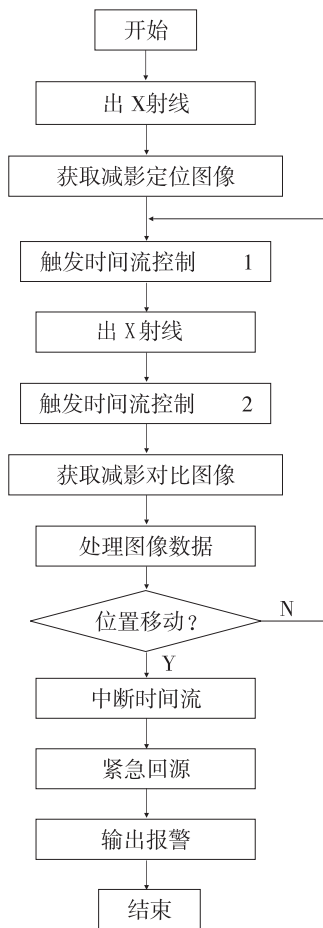 开始
出 X射线
获取减影定位图像
触发时间流控制 1
出 X射线
触发时间流控制 2
获取减影对比图像
处理图像数据
位置移动? N
Y
中断时间流
紧急回源
输出报警
结束